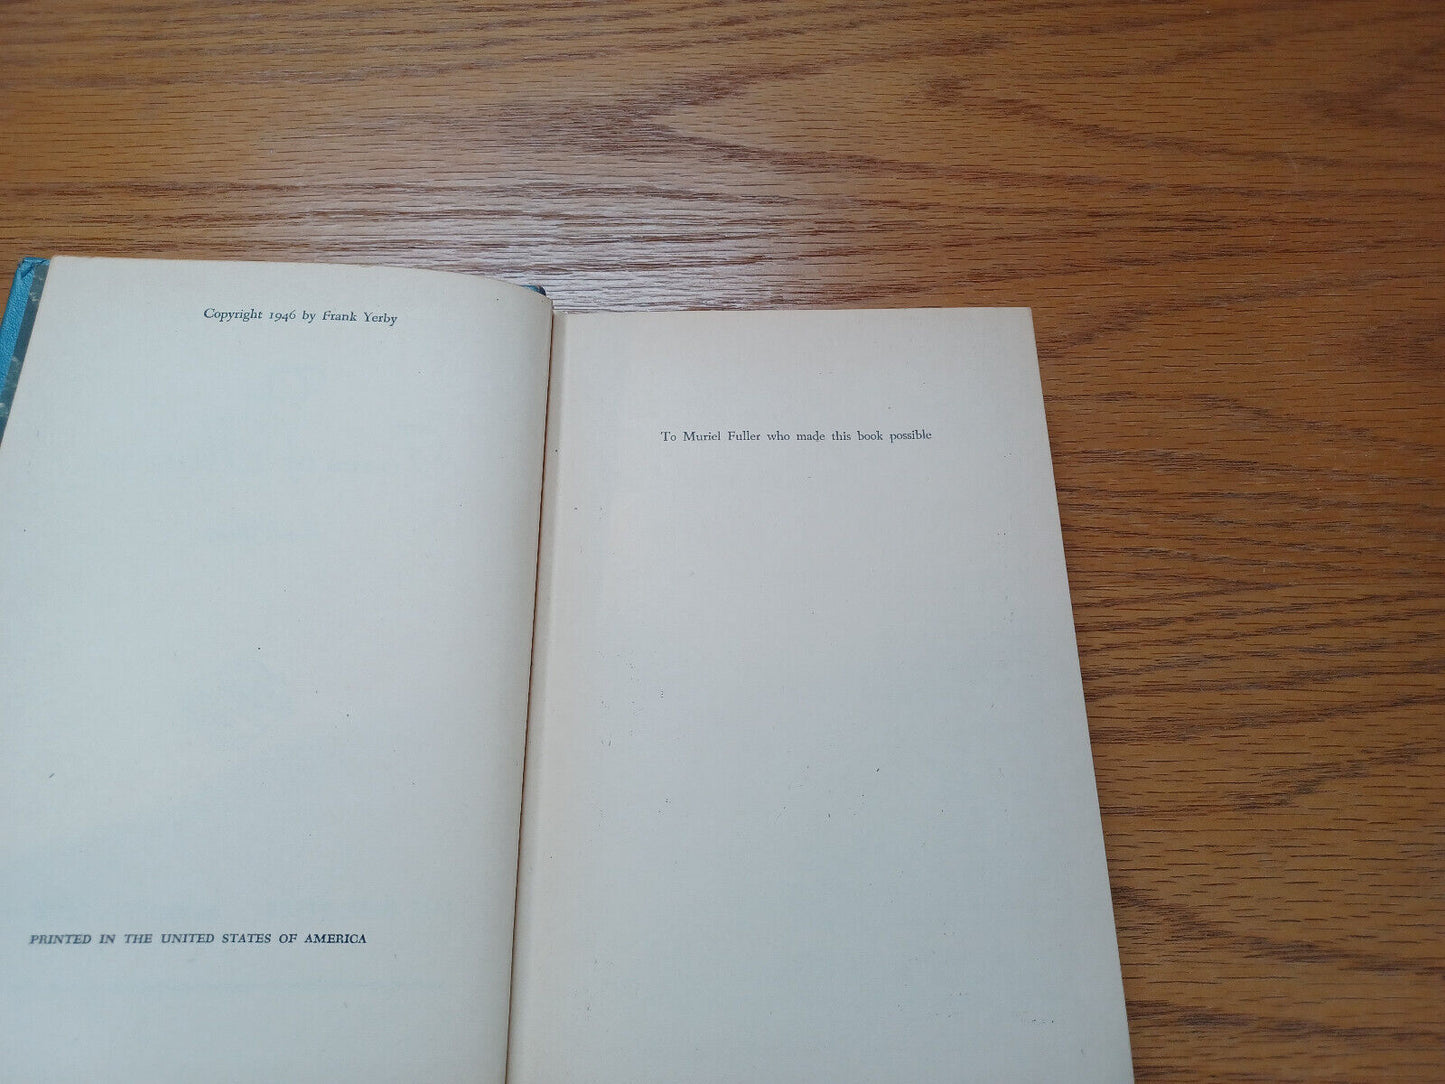 Copyright 1946 by Frank Yerby
PRINTED IN THE UNITED STATES OF AMERICA
To Muriel Fuller who made this book possible